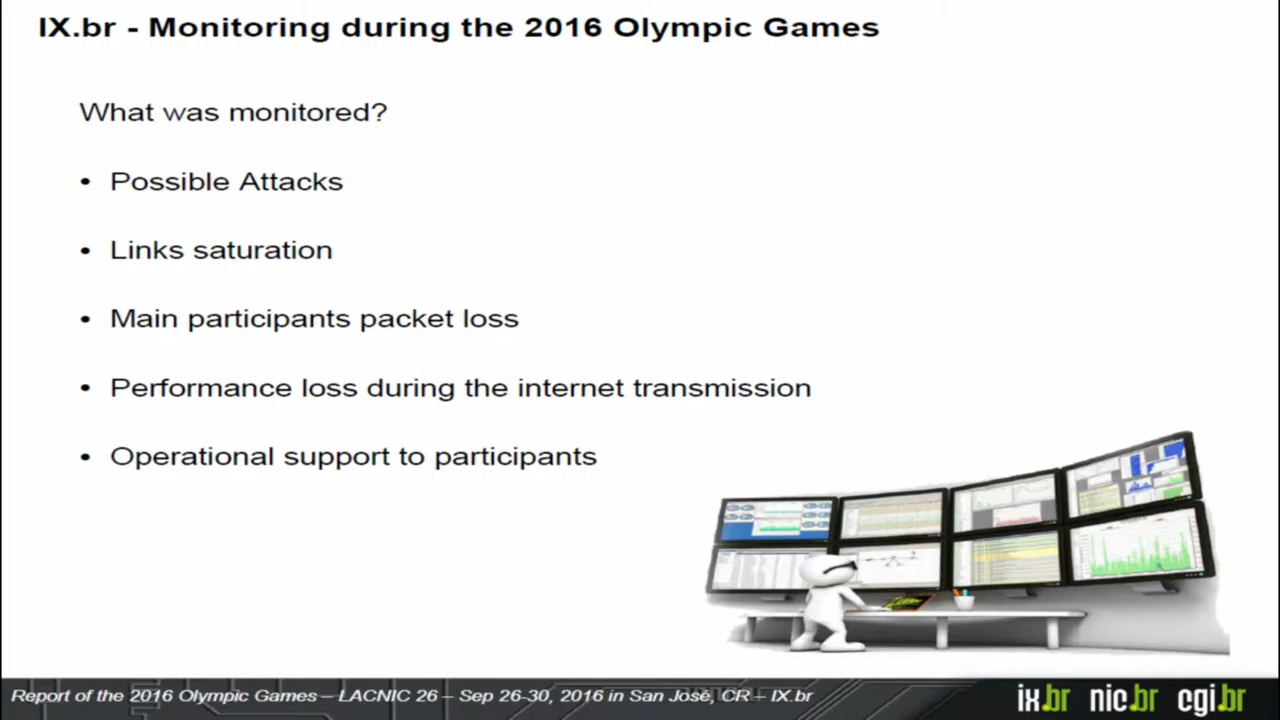 IX.br - Monitoring during the 2016 Olympic Games
What was monitored?
• Possible Attacks
• Links saturation
• Main participants packet loss
• Performance loss during the internet transmission
• Operational support to participants
Report of the 2016 Olympic Games – LACNIC 26 – Sep 26-30, 2016 in San José, CR – IX.br
ix.br nic.br cgi.br